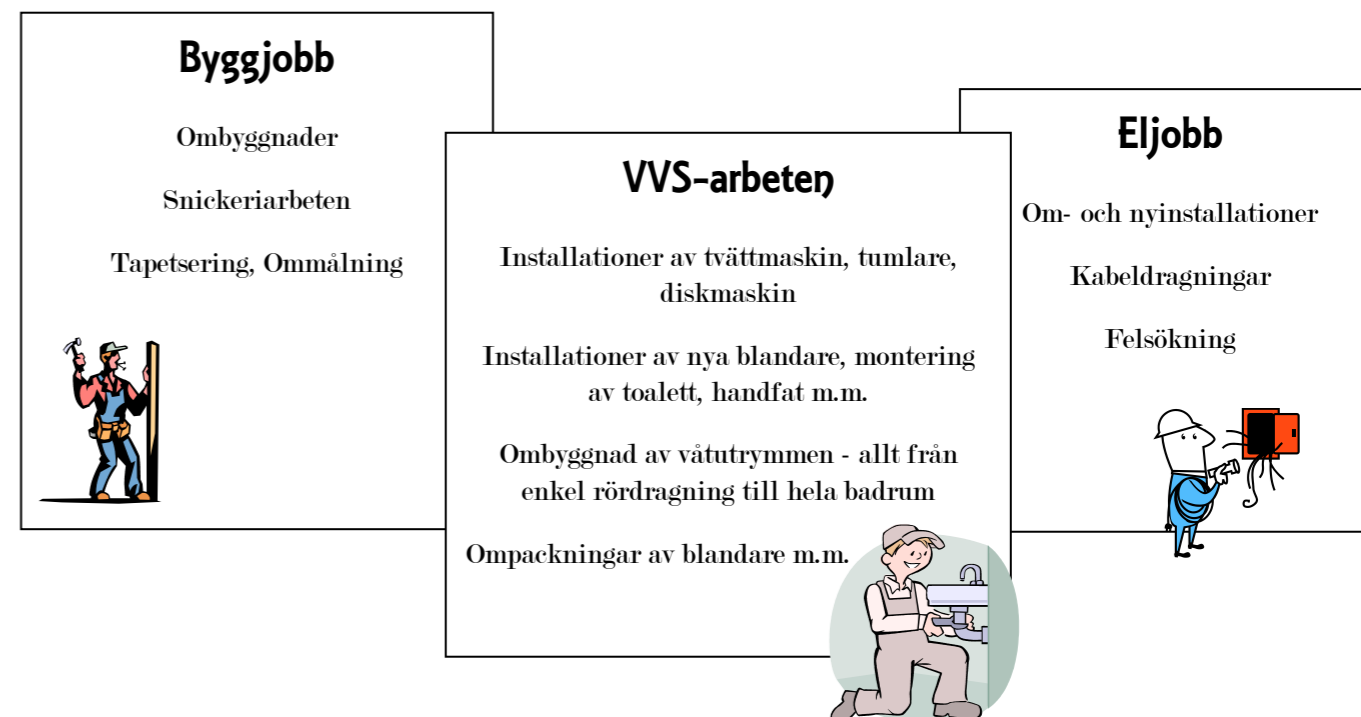 Byggjobb
Ombyggnader
Snickeriarbeten
Tapetsering, Ommålning
VVS-arbeten
Installationer av tvättmaskin, tumlare,
diskmaskin
Installationer av nya blandare, montering
av toalett, handfat m.m.
Ombyggnad av våtutrymmen - allt från
enkel rördragning till hela badrum
Ompackningar av blandare m.m.
Eljobb
Om- och nyinstallationer
Kabeldragningar
Felsökning